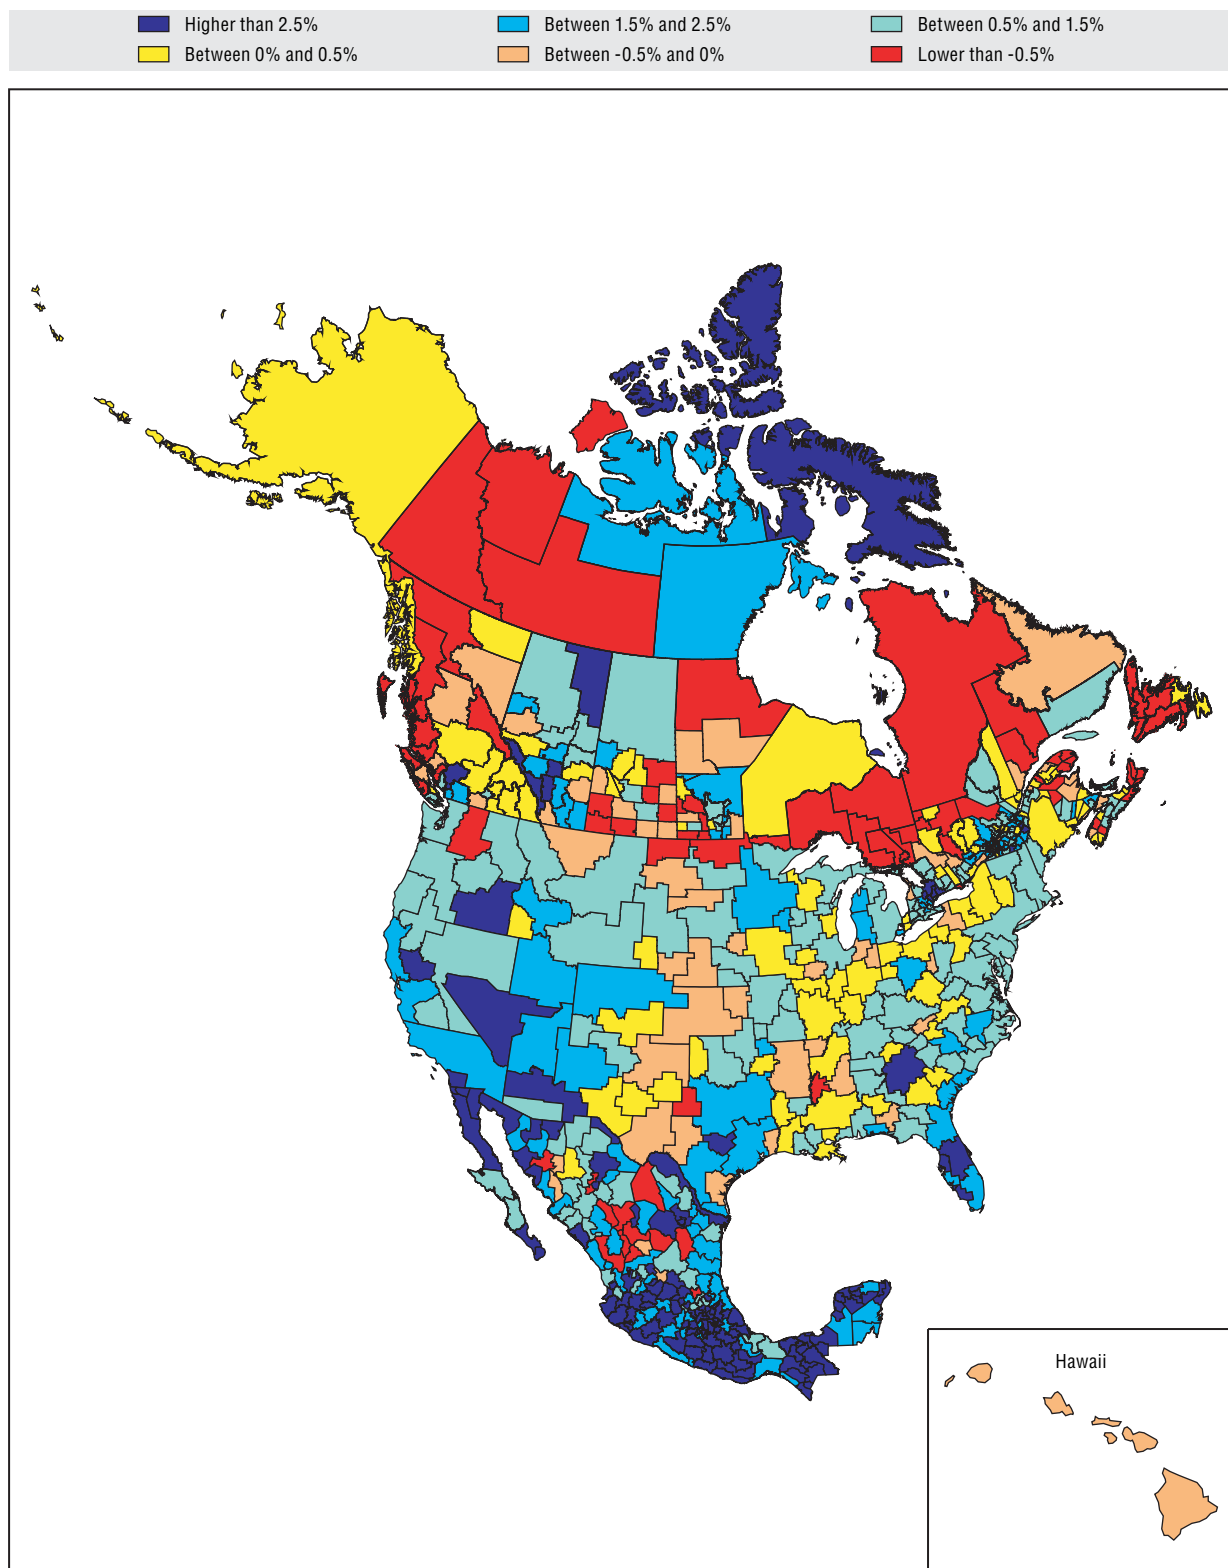 Higher than 2.5% Between 1.5% and 2.5% Between 0.5% and 1.5%
Between 0% and 0.5% Between -0.5% and 0% Lower than -0.5%
Hawaii